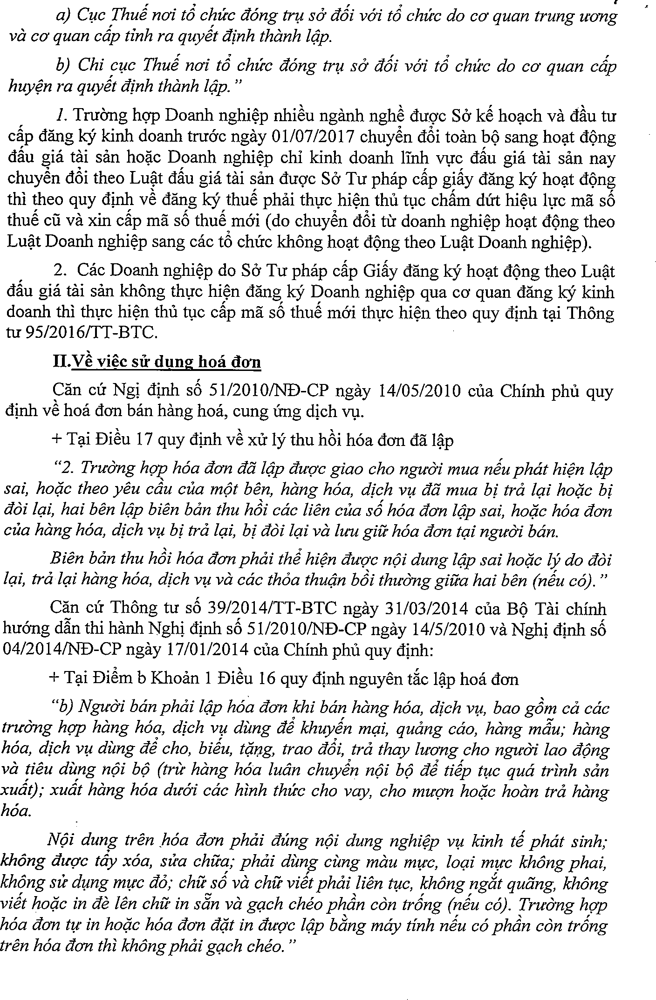 a) Cục Thuế nơi tổ chức đóng trụ sở đối với tổ chức do cơ quan trung ương
và cơ quan cấp tỉnh ra quyết định thành lập.
b) Chi cục Thuế nơi tổ chức đóng trụ sở đối với tổ chức do cơ quan cấp
huyện ra quyết định thành lập.”
1. Trường hợp Doanh nghiệp nhiều ngành nghề được Sở kế hoạch và đầu tư
cấp đăng ký kinh doanh trước ngày 01/07/2017 chuyển đổi toàn bộ sang hoạt động
đấu giá tài sản hoặc Doanh nghiệp chỉ kinh doanh lĩnh vực đấu giá tài sản nay
chuyển đổi theo Luật đấu giá tài sản được Sở Tư pháp cấp giấy đăng ký hoạt động
thì theo quy định về đăng ký thuế phải thực hiện thủ tục chấm dứt hiệu lực mã số
thuế cũ và xin cấp mã số thuế mới (do chuyển đổi từ doanh nghiệp hoạt động theo
Luật Doanh nghiệp sang các tổ chức không hoạt động theo Luật Doanh nghiệp).
2. Các Doanh nghiệp do Sở Tư pháp cấp Giấy đăng ký hoạt động theo Luật
đấu giá tài sản không thực hiện đăng ký Doanh nghiệp qua cơ quan đăng ký kinh
doanh thì thực hiện thủ tục cấp mã số thuế mới thực hiện theo quy định tại Thông
tư 95/2016/TT-BTC.
II.Về việc sử dụng hoá đơn
Căn cứ Nghị định số 51/2010/NĐ-CP ngày 14/05/2010 của Chính phủ quy
định về hoá đơn bán hàng hoá, cung ứng dịch vụ.
+ Tại Điều 17 quy định về xử lý thu hồi hóa đơn đã lập
“2. Trường hợp hóa đơn đã lập được giao cho người mua nếu phát hiện lập
sai, hoặc theo yêu cầu của một bên, hàng hóa, dịch vụ đã mua bị trả lại hoặc bị
đòi lại, hai bên lập biên bản thu hồi các liên của số hóa đơn lập sai, hoặc hóa đơn
của hàng hóa, dịch vụ bị trả lại, bị đòi lại và lưu giữ hóa đơn tại người bán.
Biên bản thu hồi hóa đơn phải thể hiện được nội dung lập sai hoặc lý do đòi
lại, trả lại hàng hóa, dịch vụ và các thỏa thuận bồi thường giữa hai bên (nếu có).”
Căn cứ Thông tư số 39/2014/TT-BTC ngày 31/03/2014 của Bộ Tài chính
hướng dẫn thi hành Nghị định số 51/2010/NĐ-CP ngày 14/5/2010 và Nghị định số
04/2014/NĐ-CP ngày 17/01/2014 của Chính phủ quy định:
+ Tại Điểm b Khoản 1 Điều 16 quy định nguyên tắc lập hoá đơn
“b) Người bán phải lập hóa đơn khi bán hàng hóa, dịch vụ, bao gồm cả các
trường hợp hàng hóa, dịch vụ dùng để khuyến mại, quảng cáo, hàng mẫu; hàng
hóa, dịch vụ dùng để cho, biếu, tặng, trao đổi, trả thay lương cho người lao động
và tiêu dùng nội bộ (trừ hàng hóa luân chuyển nội bộ để tiếp tục quá trình sản
xuất); xuất hàng hóa dưới các hình thức cho vay, cho mượn hoặc hoàn trả hàng
hóa.
Nội dung trên hóa đơn phải đúng nội dung nghiệp vụ kinh tế phát sinh;
không được tẩy xóa, sửa chữa; phải dùng cùng màu mực, loại mực không phai,
không sử dụng mực đỏ; chữ số và chữ viết phải liên tục, không ngắt quãng, không
viết hoặc in đè lên chữ in sẵn và gạch chéo phần còn trống (nếu có). Trường hợp
hóa đơn tự in hoặc hóa đơn đặt in được lập bằng máy tính nếu có phần còn trống
trên hóa đơn thì không phải gạch chéo.”